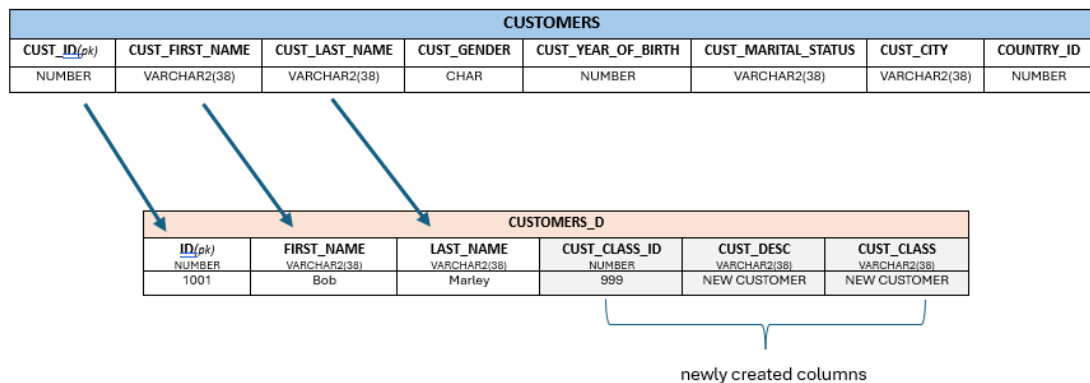 CUSTOMERS
CUST_ID(pk) CUST_FIRST_NAME CUST_LAST_NAME CUST_GENDER CUST_YEAR_OF_BIRTH CUST_MARITAL_STATUS CUST_CITY COUNTRY_ID
NUMBER VARCHAR2(38) VARCHAR2(38) CHAR NUMBER VARCHAR2(38) VARCHAR2(38) NUMBER
CUSTOMERS_D
ID(pk) FIRST_NAME LAST_NAME CUST_CLASS_ID CUST_DESC CUST_CLASS
NUMBER VARCHAR2(38) VARCHAR2(38) NUMBER VARCHAR2(38) VARCHAR2(38)
1001 Bob Marley 999 NEW CUSTOMER NEW CUSTOMER
newly created columns